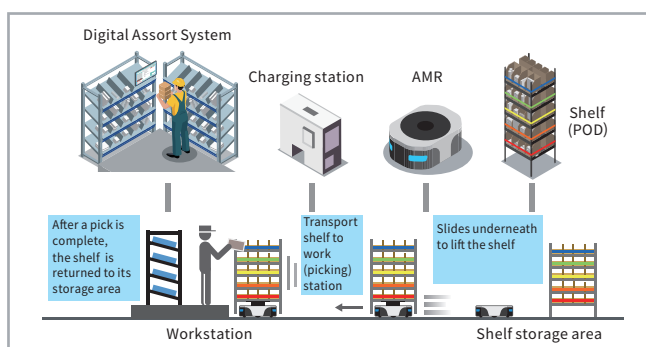 Digital Assort System
Charging station
AMR
Shelf
(POD)
After a pick is
complete,
the shelf is
returned to its
storage area
Transport
shelf to
work
(picking)
station
Slides underneath
to lift the shelf
Workstation
Shelf storage area